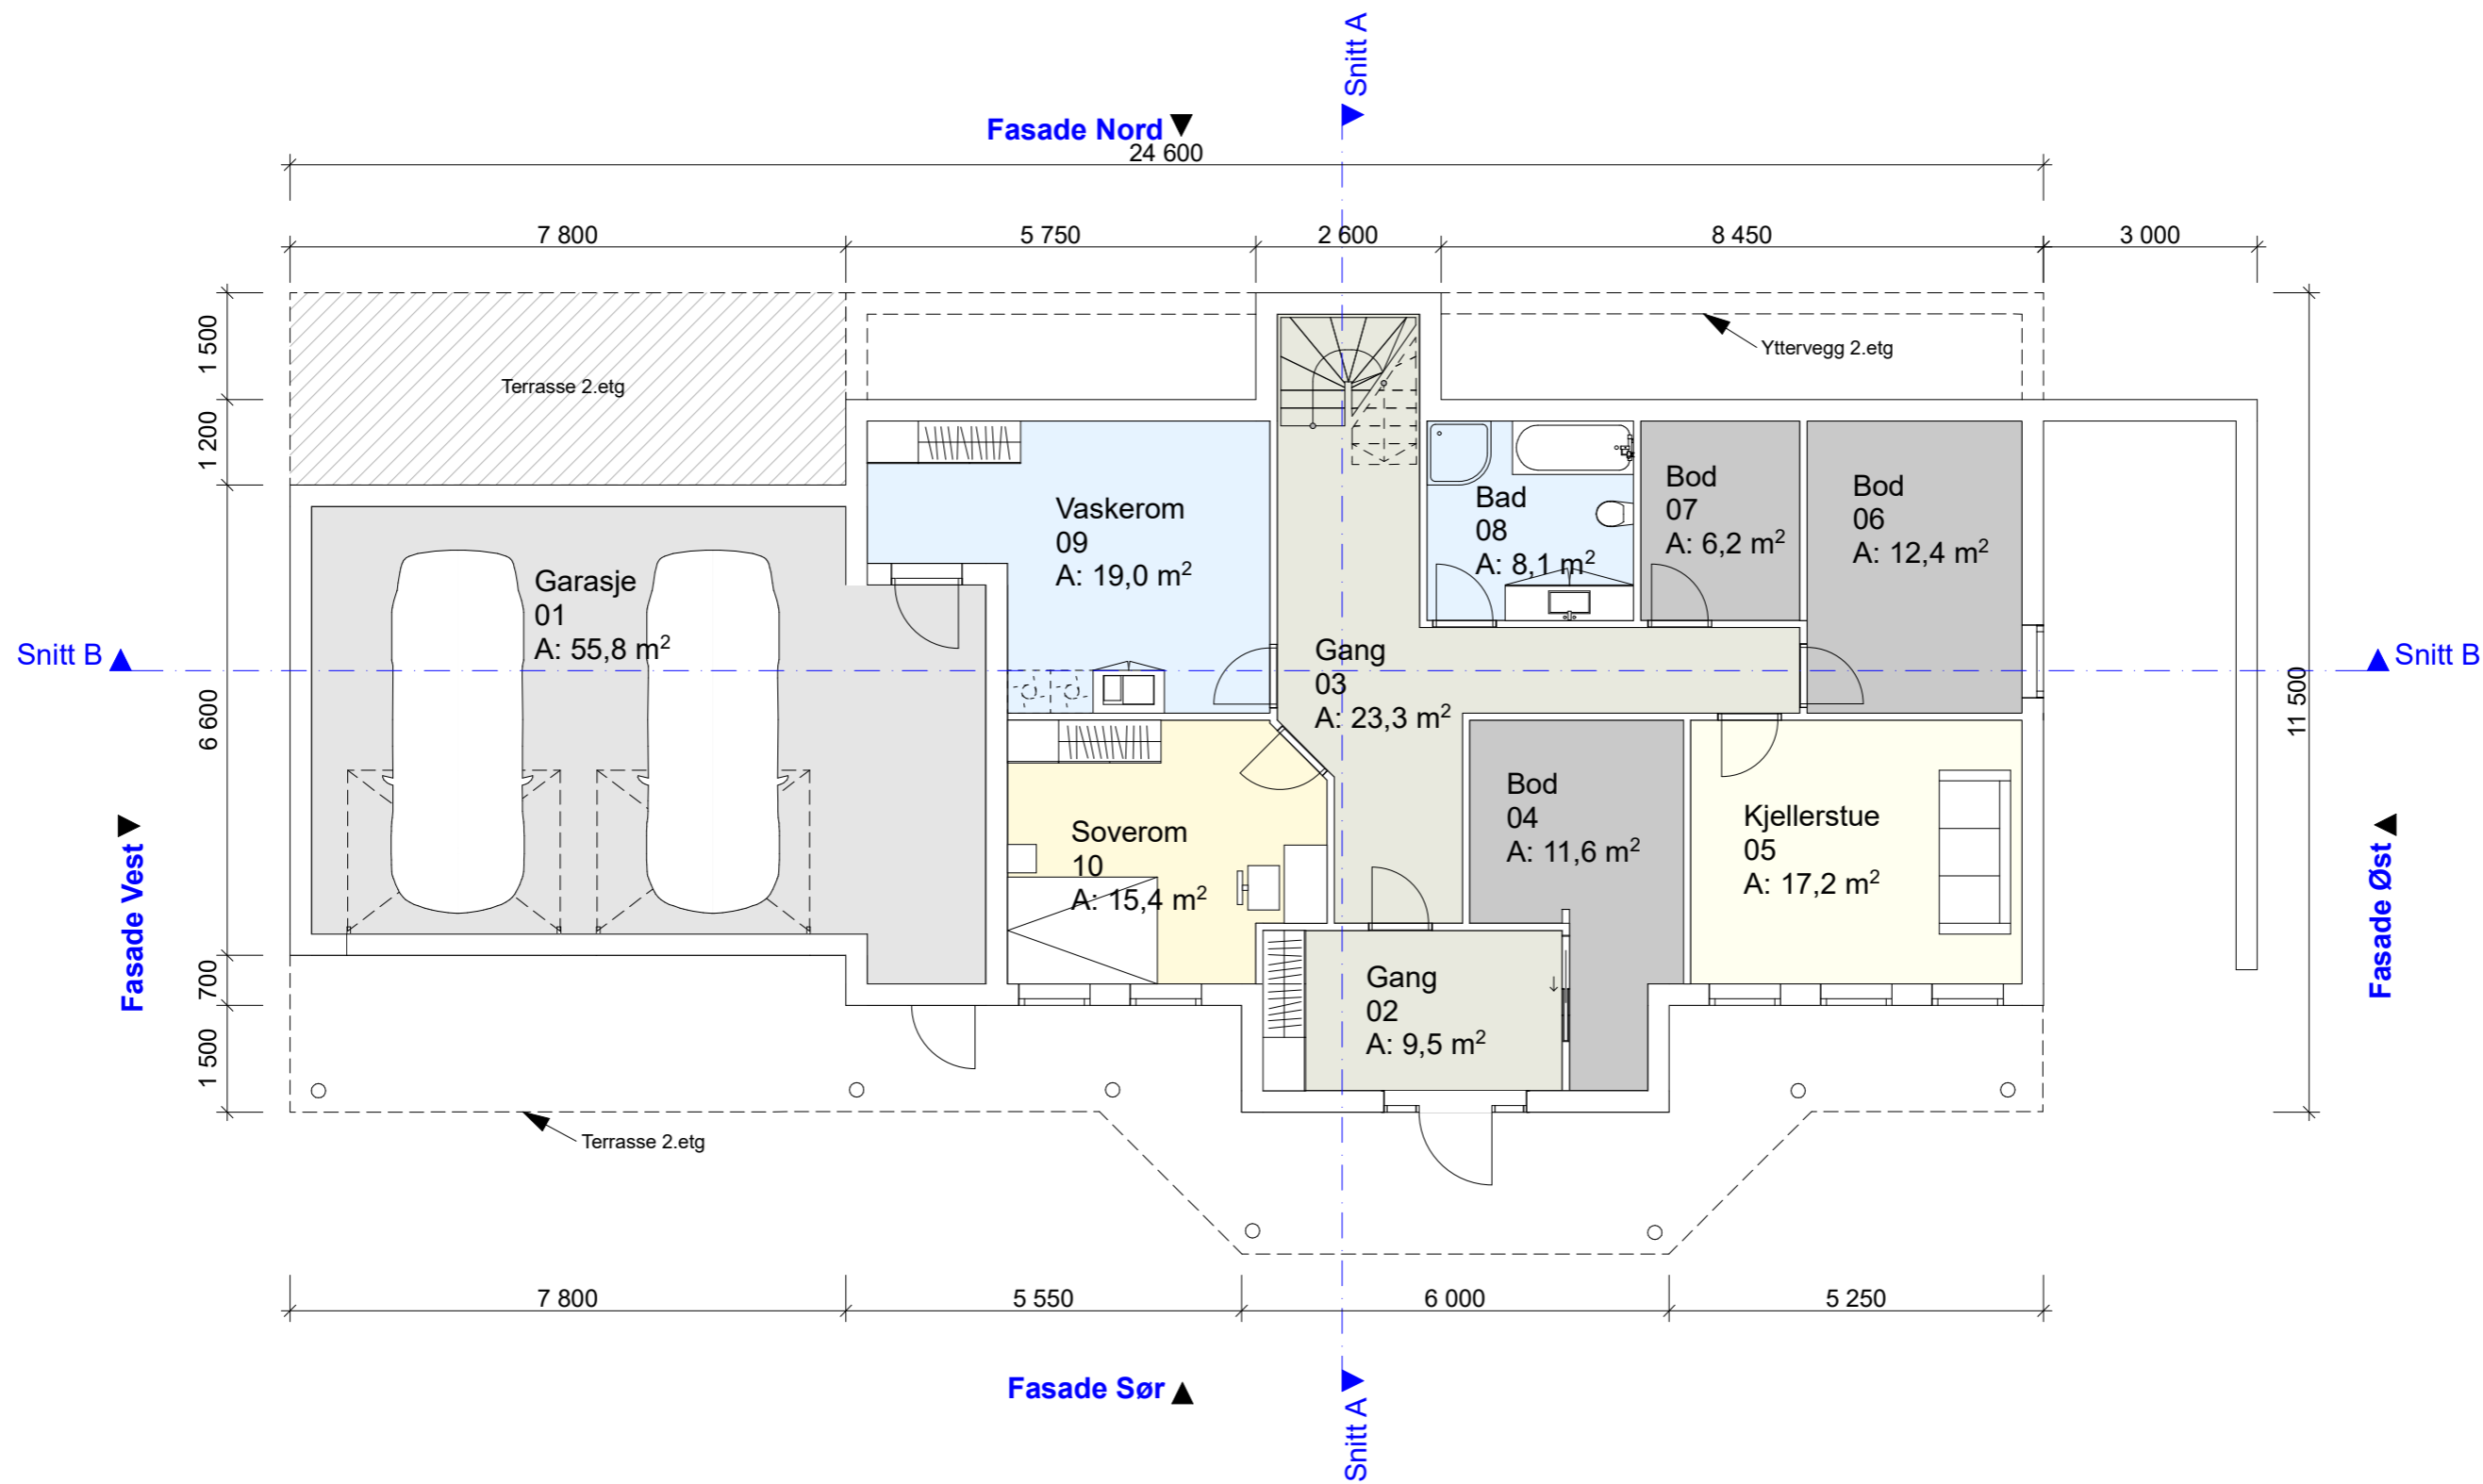 Snitt A
Fasade Nord
24 600
7 800
5 750
2 600
8 450
3 000
1 500
1 200
6 600
700
1 500
11 500
Terrasse 2.etg
Yttervegg 2.etg
Vaskerom
09
A: 19,0 m²
Bad
08
A: 8,1 m²
Bod
07
A: 6,2 m²
Bod
06
A: 12,4 m²
Garasje
01
A: 55,8 m²
Snitt B
Gang
03
A: 23,3 m²
Snitt B
Soverom
10
A: 15,4 m²
Bod
04
A: 11,6 m²
Kjellerstue
05
A: 17,2 m²
Fasade Vest
Fasade Øst
Gang
02
A: 9,5 m²
Terrasse 2.etg
7 800
5 550
6 000
5 250
Fasade Sør
Snitt A